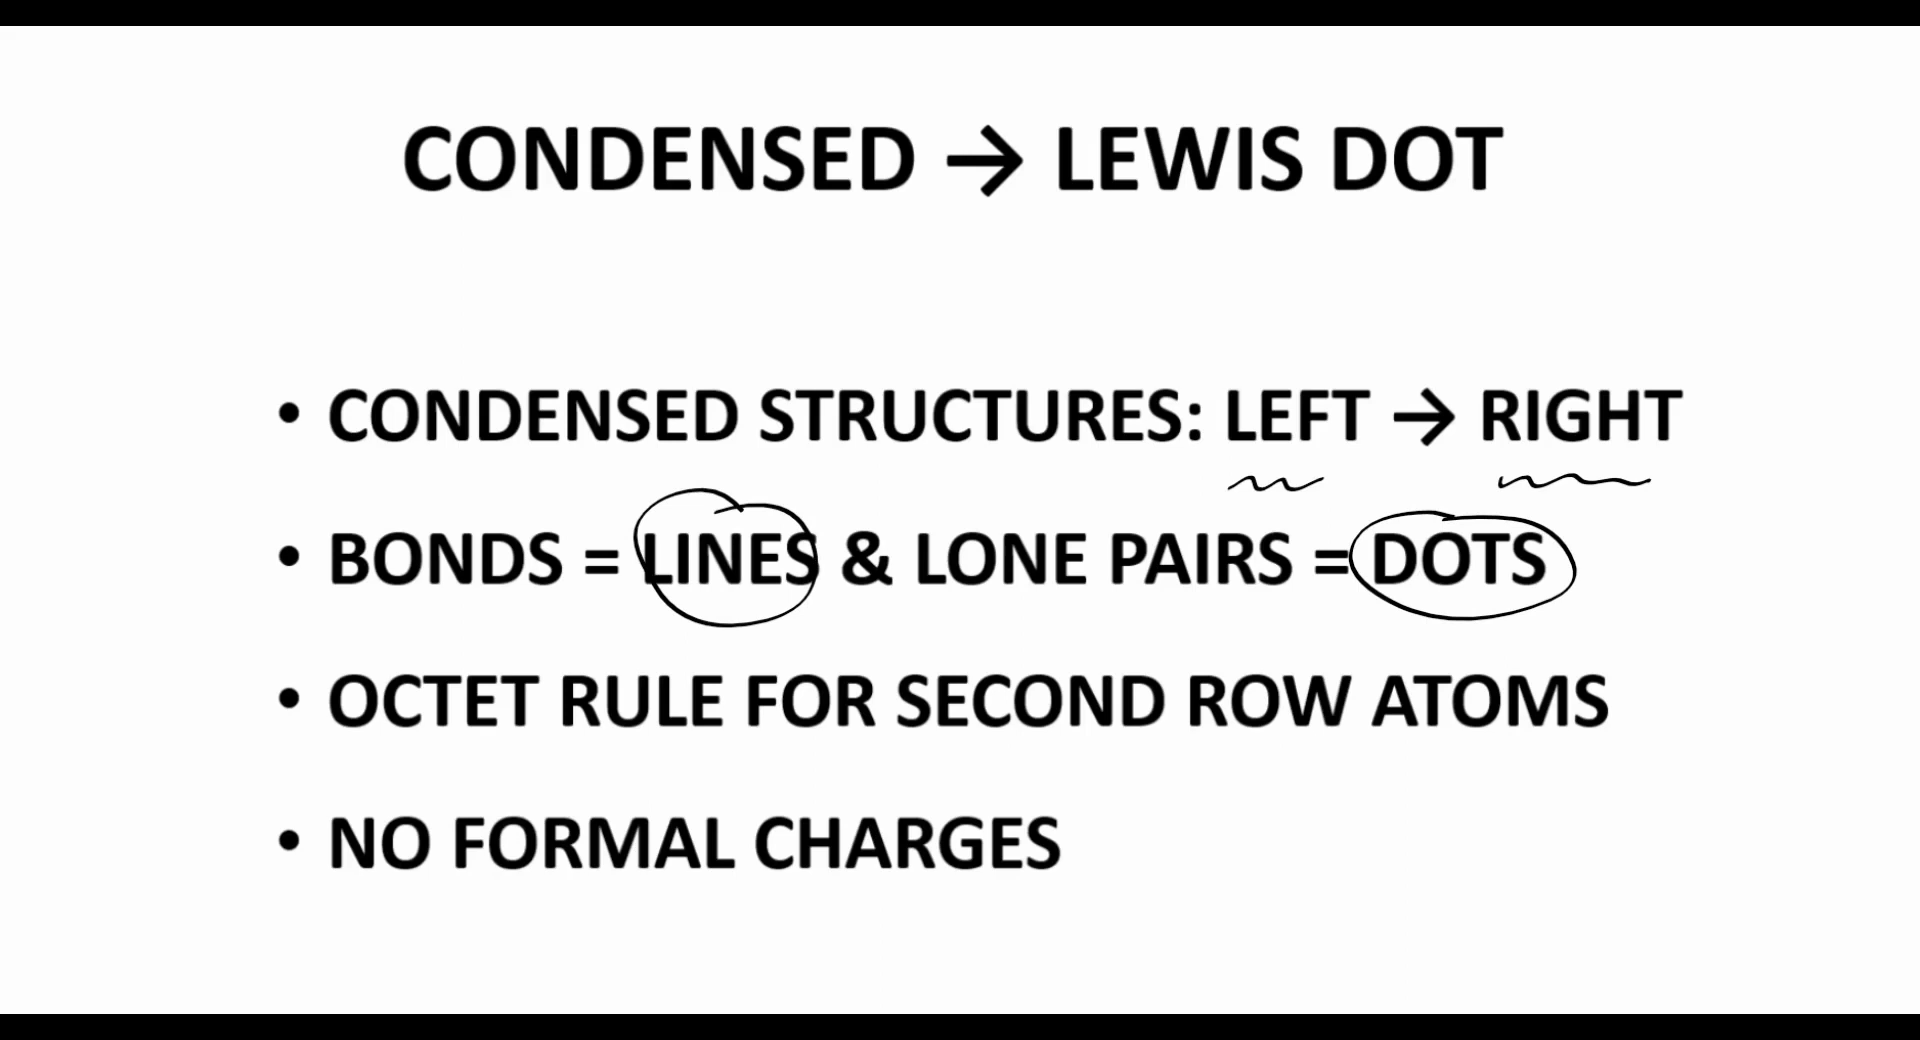 CONDENSED → LEWIS DOT
• CONDENSED STRUCTURES: LEFT → RIGHT
• BONDS = LINES & LONE PAIRS = DOTS
• OCTET RULE FOR SECOND ROW ATOMS
• NO FORMAL CHARGES